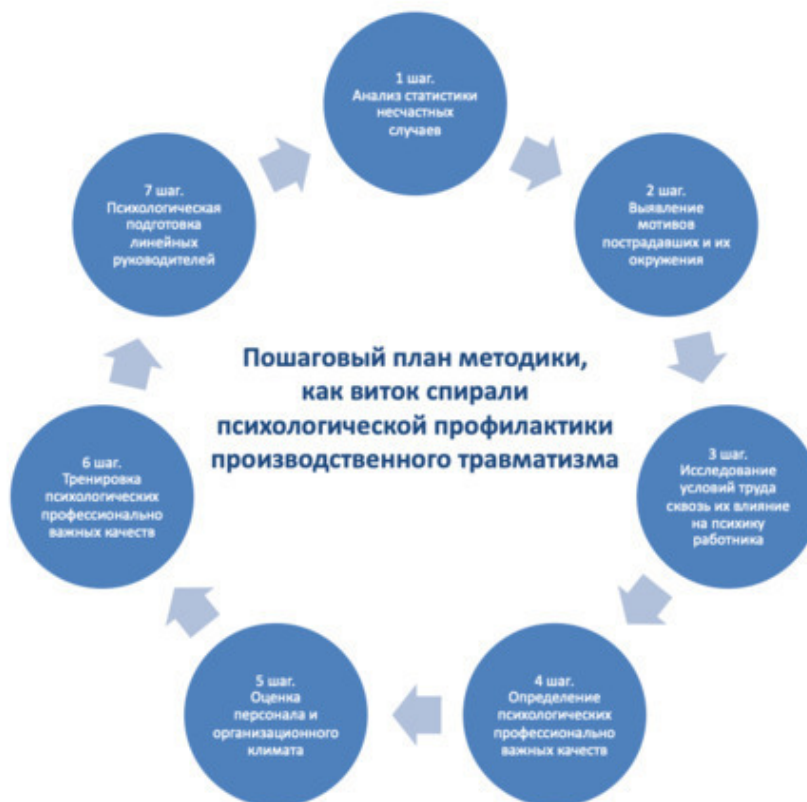 1 шаг.
Анализ статистики
несчастных
случаев
2 шаг.
Выявление
мотивов
пострадавших и их
окружения
3 шаг.
Исследование
условий труда
сквозь их влияние
на психику
работника
4 шаг.
Определение
психологических
профессионально
важных качеств
5 шаг.
Оценка
персонала и
организационного
климата
6 шаг.
Тренировка
психологических
профессионально
важных качеств
7 шаг.
Психологическая
подготовка
линейных
руководителей
Пошаговый план методики,
как виток спирали
психологической профилактики
производственного травматизма